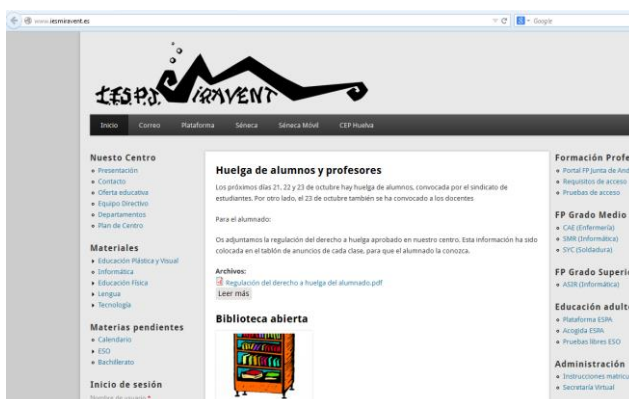 www.iesmiravent.es
Google
I.E.S.P.J. MIRAVENT
Inicio Correo Plataforma Séneca Séneca Móvil CEP Huelva
Nuesto Centro
Presentación
Contacto
Oferta educativa
Equipo Directivo
Departamentos
Plan de Centro
Materiales
Educación Plástica y Visual
Informática
Educación Física
Lengua
Tecnología
Materias pendientes
Calendario
ESO
Bachillerato
Inicio de sesión
Nombre de usuario *
Huelga de alumnos y profesores
Los próximos días 21, 22 y 23 de octubre hay huelga de alumnos, convocada por el sindicato de
estudiantes. Por otro lado, el 23 de octubre también se ha convocado a los docentes
Para el alumnado:
Os adjuntamos la regulación del derecho a huelga aprobado en nuestro centro. Esta información ha sido
colocada en el tablón de anuncios de cada clase, para que el alumnado la conozca.
Archivos:
Regulación del derecho a huelga del alumnado.pdf
Leer más
Biblioteca abierta
Formación Profe
Portal FP Junta de And
Requisitos de acceso
Pruebas de acceso
FP Grado Medio
CAE (Enfermería)
SMR (Informática)
SYC (Soldadura)
FP Grado Superi
ASIR (Informática)
Educación adult
Plataforma ESPA
Acogida ESPA
Pruebas libres ESO
Administración
Instrucciones matricu
Secretaría Virtual